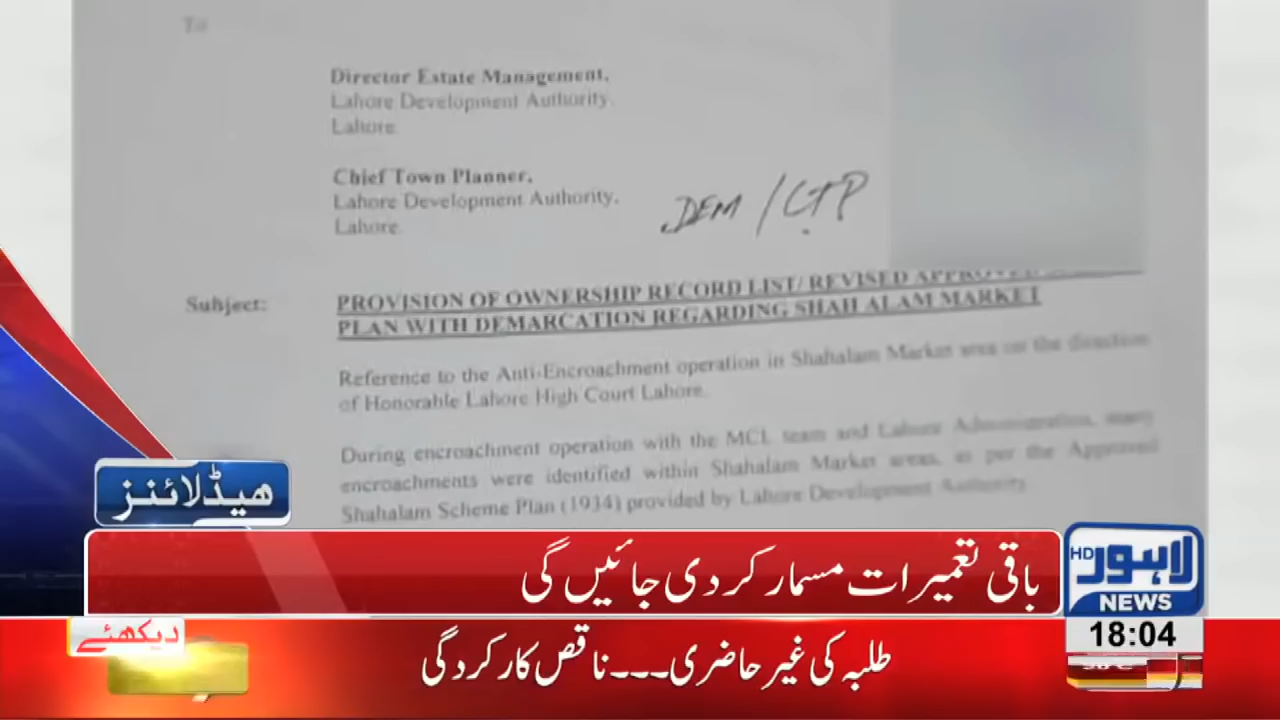 To
Director Estate Management,
Lahore Development Authority,
Lahore.
Chief Town Planner,
Lahore Development Authority,
Lahore.
DEM / CTP
Subject:
PROVISION OF OWNERSHIP RECORD LIST/ REVISED APPROVED
PLAN WITH DEMARCATION REGARDING SHAH ALAM MARKET
Reference to the Anti-Encroachment operation in Shahalam Market area on the direction
of Honorable Lahore High Court Lahore.
During encroachment operation with the MCL team and Lahore Administration, many
encroachments were identified within Shahalam Market areas, as per the Approved
Shahalam Scheme Plan (1934) provided by Lahore Development Authority.
ھیڈلائنز
باقی تعمیرات مسمار کر دی جائیں گی
HD لاہور
NEWS
18:04
دیکھئے
طلبہ کی غیر حاضری۔۔۔ناقص کارکردگی